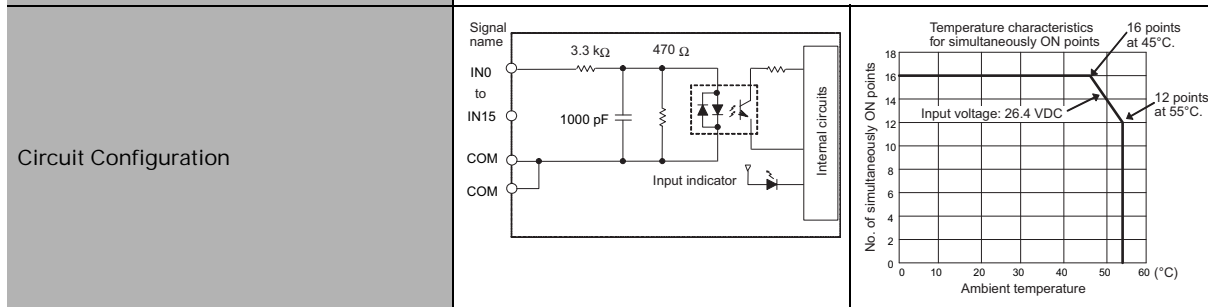 Circuit Configuration
Signal
name
3.3 kΩ
470 Ω
IN0
to
IN15
1000 pF
COM
COM
Input indicator
Internal circuits
Temperature characteristics
for simultaneously ON points
16 points
at 45°C.
No. of simultaneously ON points
18
16
14
12
10
8
6
4
2
0
Input voltage: 26.4 VDC
12 points
at 55°C.
0 10 20 30 40 50 60 (°C)
Ambient temperature